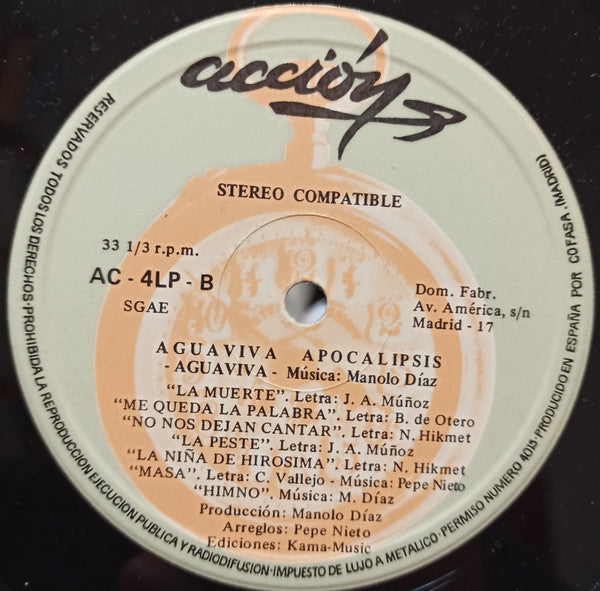 acción
STEREO COMPATIBLE
33 1/3 r.p.m.
AC - 4LP - B
SGAE
Dom. Fabr.
Av. América, s/n
Madrid - 17
AGUAVIVA APOCALIPSIS
- AGUAVIVA - Música: Manolo Díaz
“LA MUERTE”. Letra: J. A. Múñoz
“ME QUEDA LA PALABRA”. Letra: B. de Otero
“NO NOS DEJAN CANTAR”. Letra: N. Hikmet
“LA PESTE”. Letra: J. A. Múñoz
“LA NIÑA DE HIROSIMA”. Letra: N. Hikmet
“MASA”. Letra: C. Vallejo - Música: Pepe Nieto
“HIMNO”. Música: M. Díaz
Producción: Manolo Díaz
Arreglos: Pepe Nieto
Ediciones: Kama-Music
RESERVADOS TODOS LOS DERECHOS·PROHIBIDA LA REPRODUCCION EJECUCION PUBLICA Y RADIODIFUSION·IMPUESTO DE LUJO A METALICO·PERMISO NUMERO 4015·PRODUCIDO EN ESPAÑA POR COFASA.(MADRID)